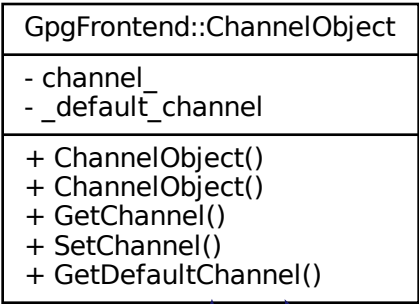 GpgFrontend::ChannelObject
- channel_
- _default_channel
+ ChannelObject()
+ ChannelObject()
+ GetChannel()
+ SetChannel()
+ GetDefaultChannel()